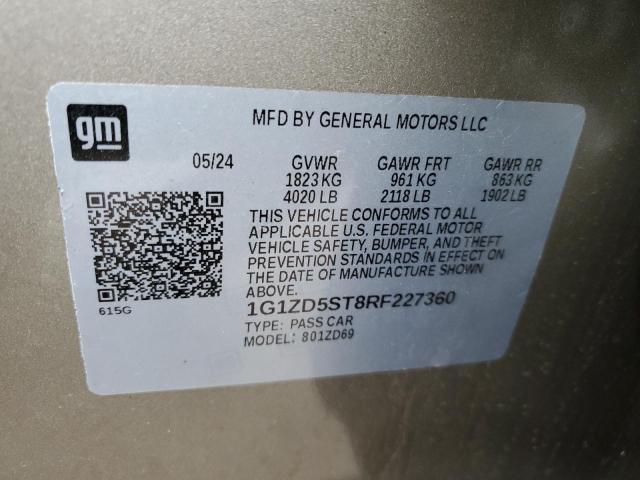 gm
MFD BY GENERAL MOTORS LLC
05/24 GVWR GAWR FRT GAWR RR
1823 KG 961 KG 863 KG
4020 LB 2118 LB 1902 LB
THIS VEHICLE CONFORMS TO ALL
APPLICABLE U.S. FEDERAL MOTOR
VEHICLE SAFETY, BUMPER, AND THEFT
PREVENTION STANDARDS IN EFFECT ON
THE DATE OF MANUFACTURE SHOWN
ABOVE.
615G
1G1ZD5ST8RF227360
TYPE: PASS CAR
MODEL: 801ZD69